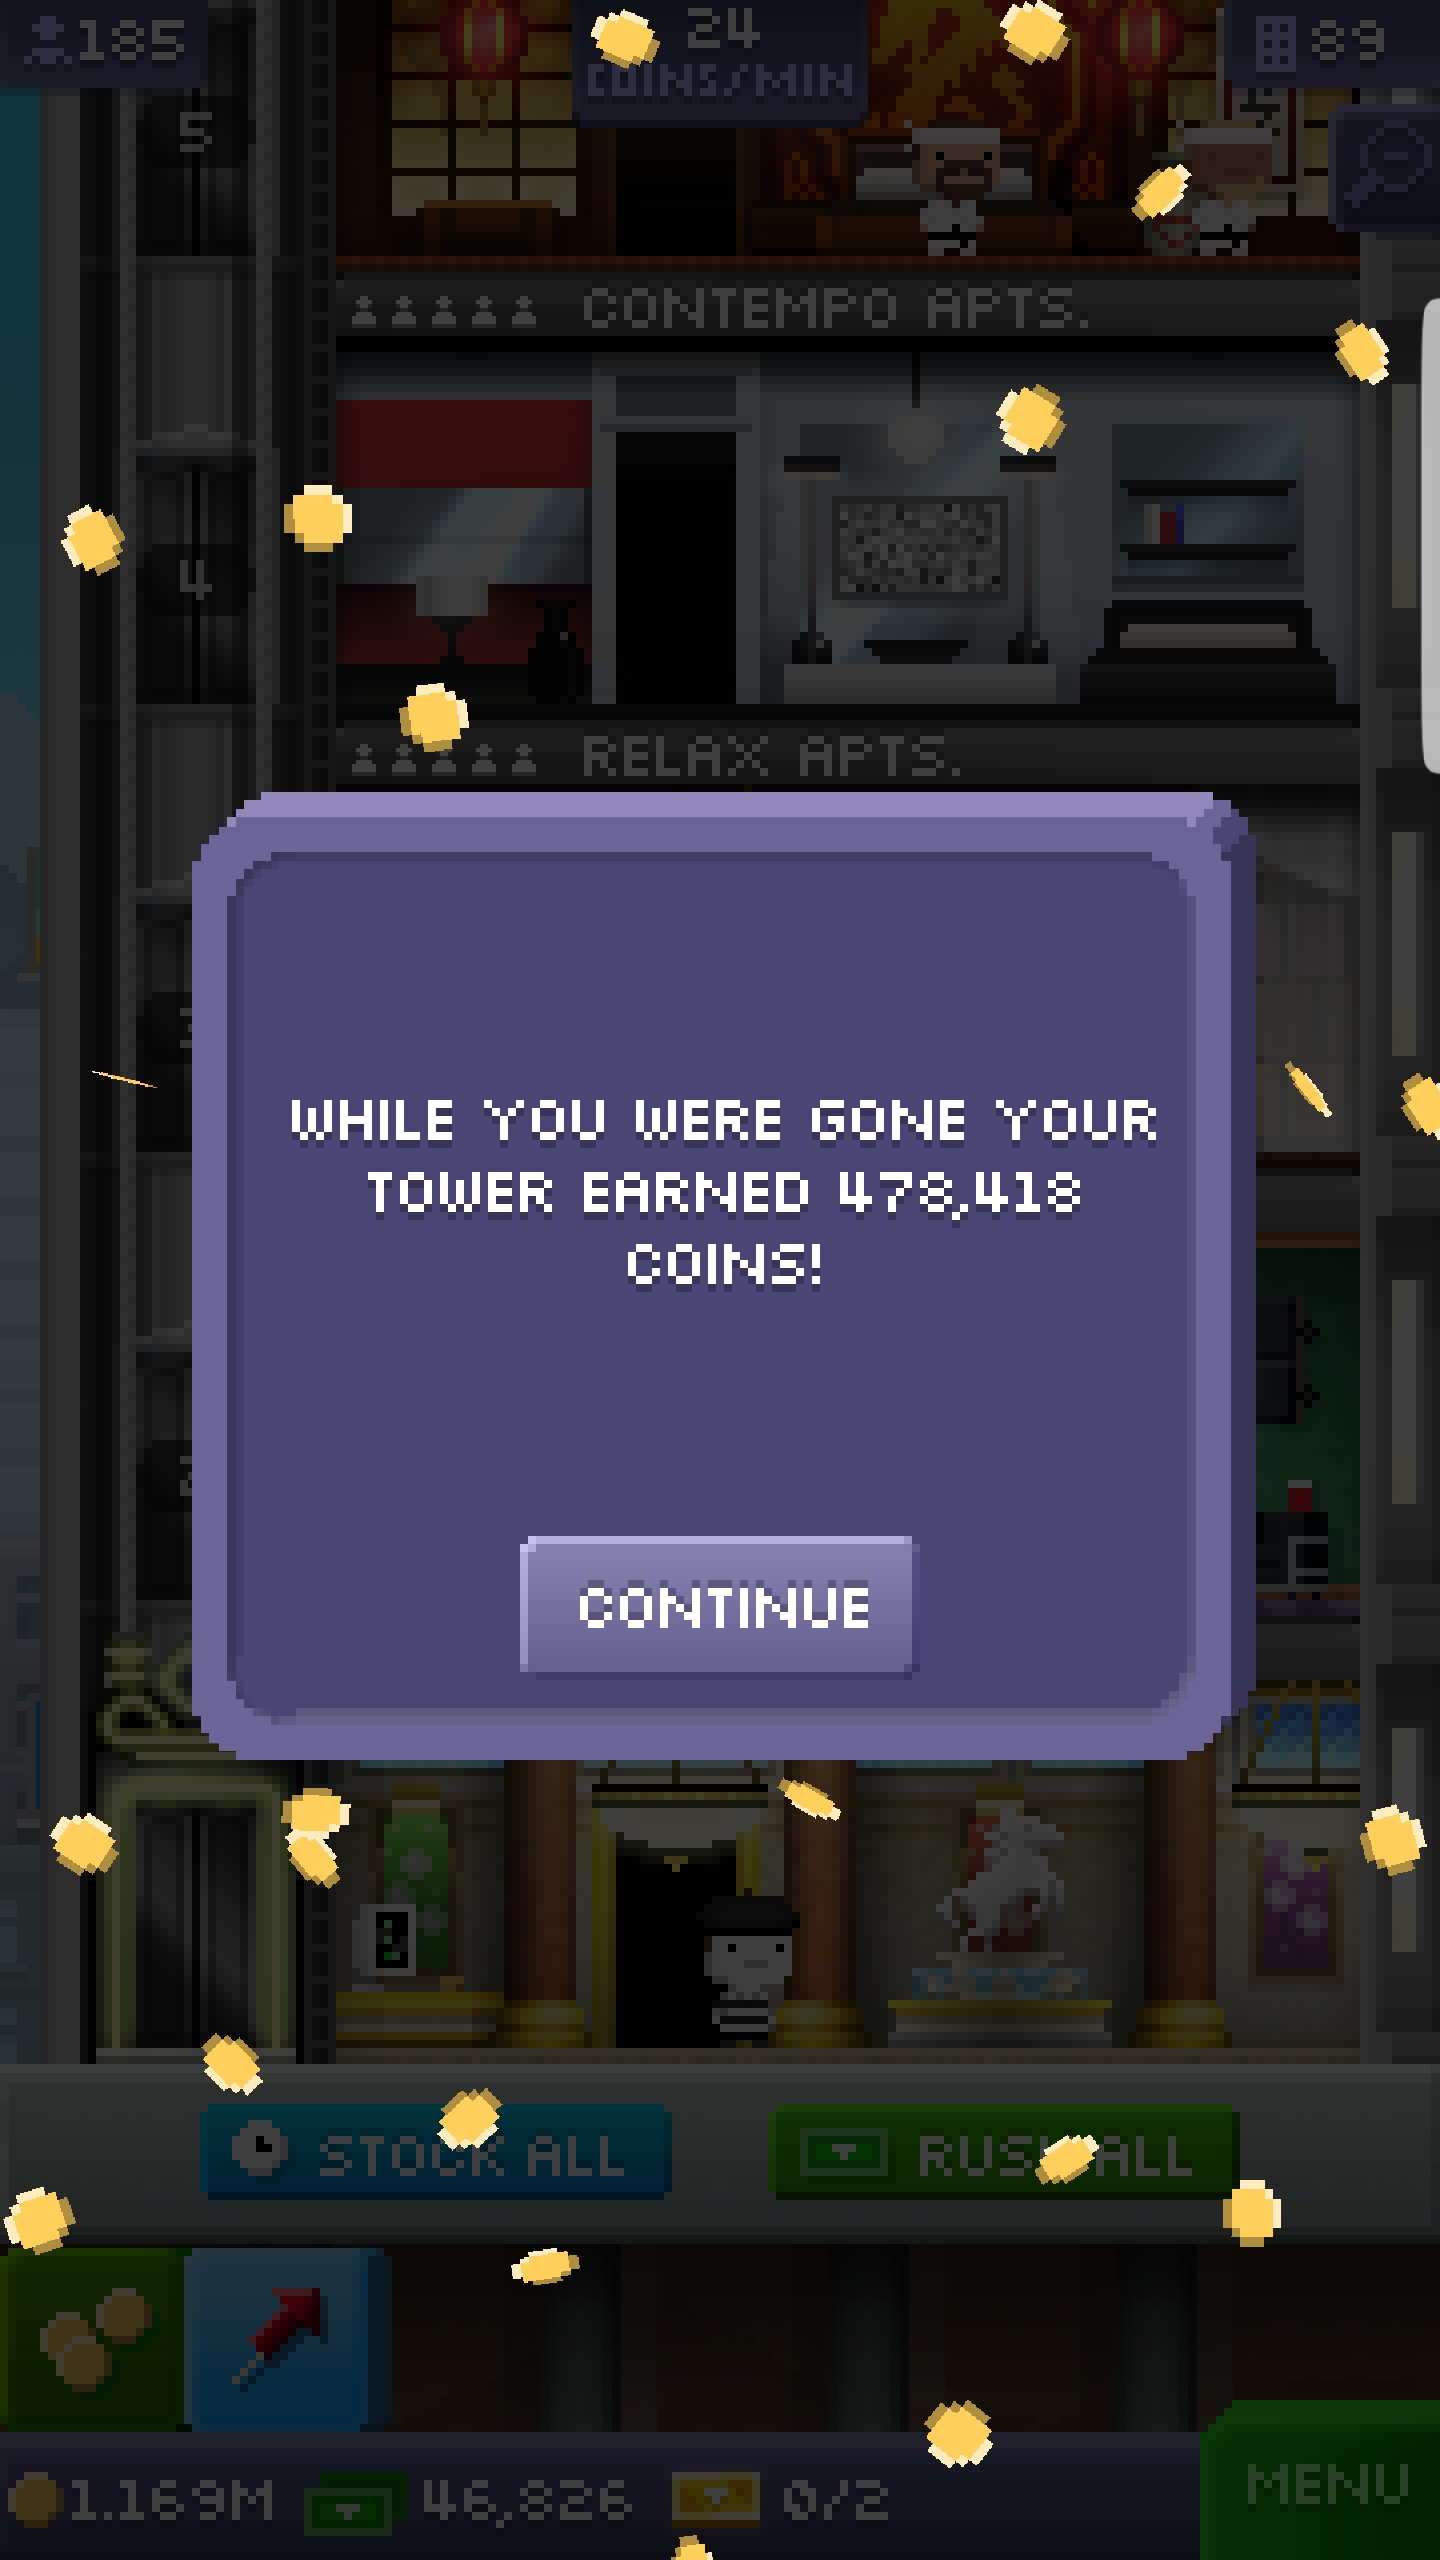 185
24
COINS/MIN
89
5
CONTEMPO APTS.
4
RELAX APTS.
WHILE YOU WERE GONE YOUR
TOWER EARNED 478,418
COINS!
CONTINUE
STOCK ALL
RUSH ALL
1.169M
46,826
0/2
MENU